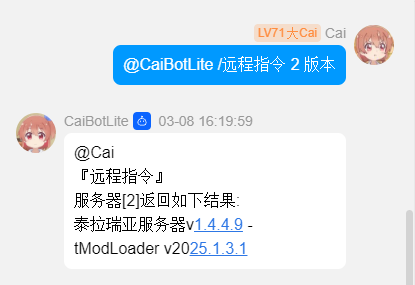 LV71大Cai Cai
@CaiBotLite /远程指令 2 版本
CaiBotLite 03-08 16:19:59
@Cai
『远程指令』
服务器[2]返回如下结果:
泰拉瑞亚服务器v1.4.4.9 -
tModLoader v2025.1.3.1